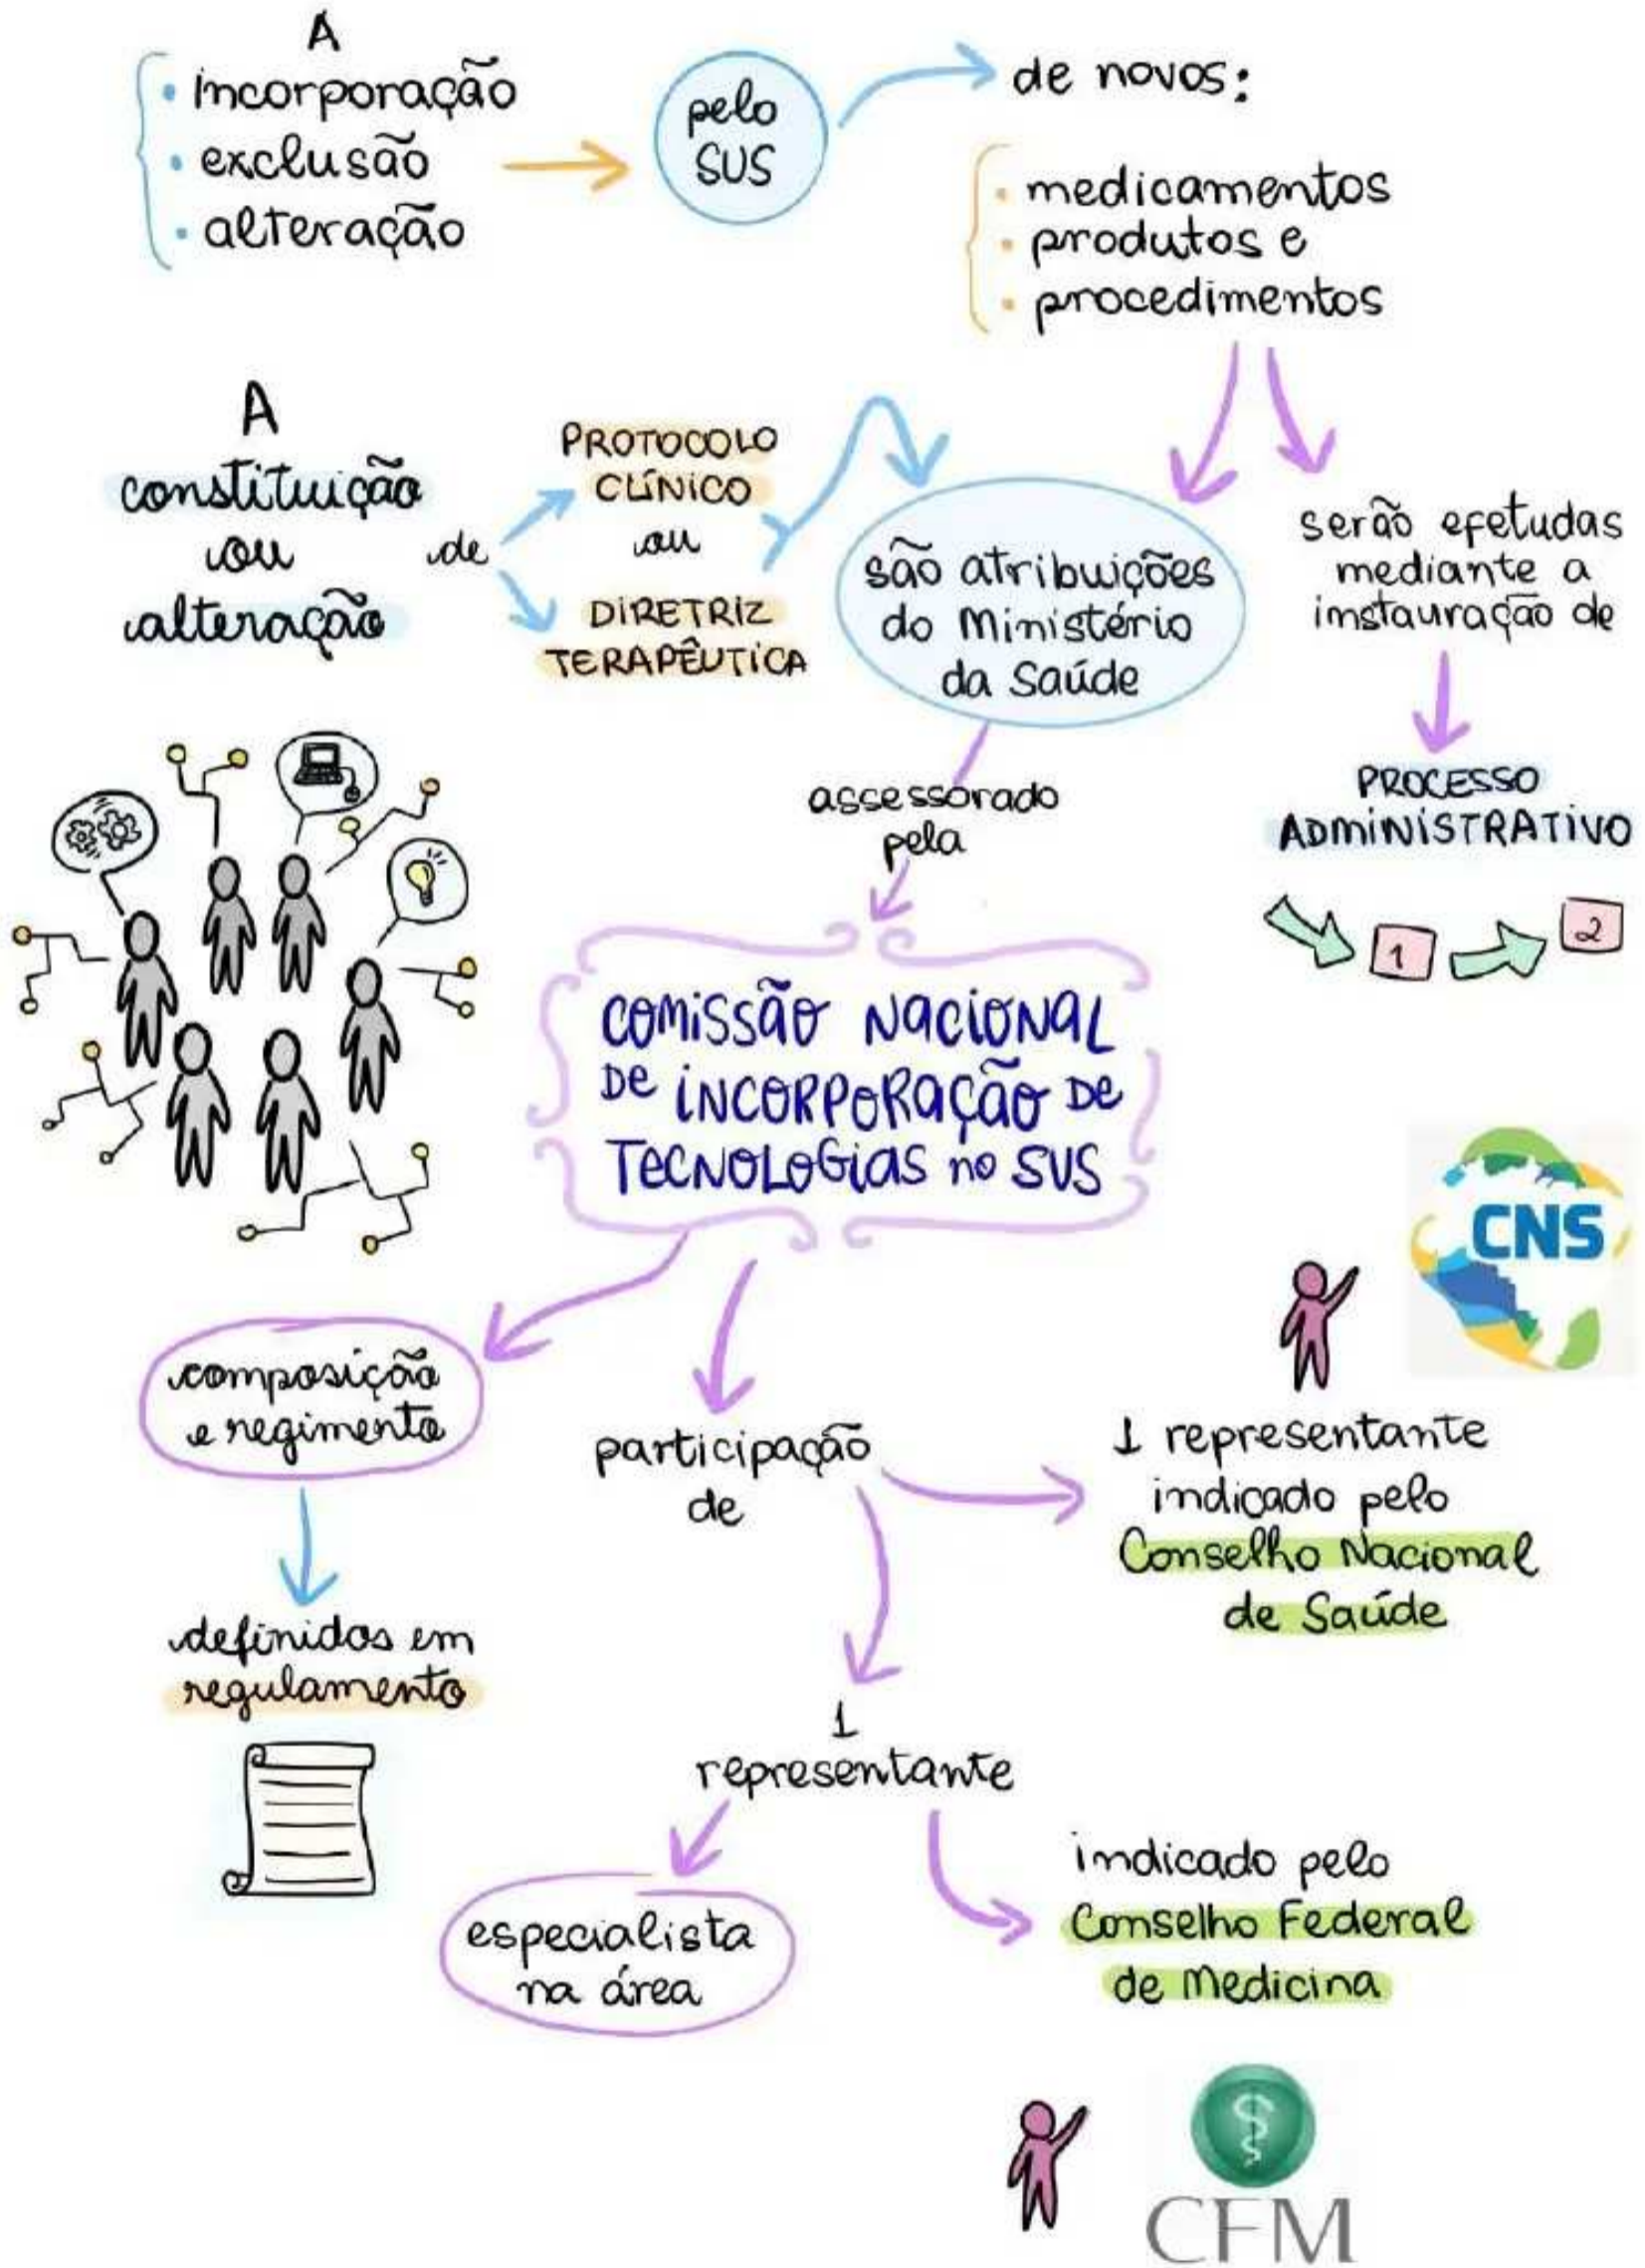 A
• incorporação
• exclusão
• alteração
pelo
SUS
de novos:
• medicamentos
• produtos e
• procedimentos
A
constituição
ou
alteração
de
PROTOCOLO
CLÍNICO
ou
DIRETRIZ
TERAPÊUTICA
são atribuições
do Ministério
da Saúde
serão efetudas
mediante a
instauração de
PROCESSO
ADMINISTRATIVO
1
2
assessorado
pela
COMISSÃO NACIONAL
DE INCORPORAÇÃO DE
TECNOLOGIAS NO SUS
CNS
composição
e regimento
definidos em
regulamento
participação
de
1 representante
indicado pelo
Conselho Nacional
de Saúde
1
representante
especialista
na área
indicado pelo
Conselho Federal
de Medicina
CFM